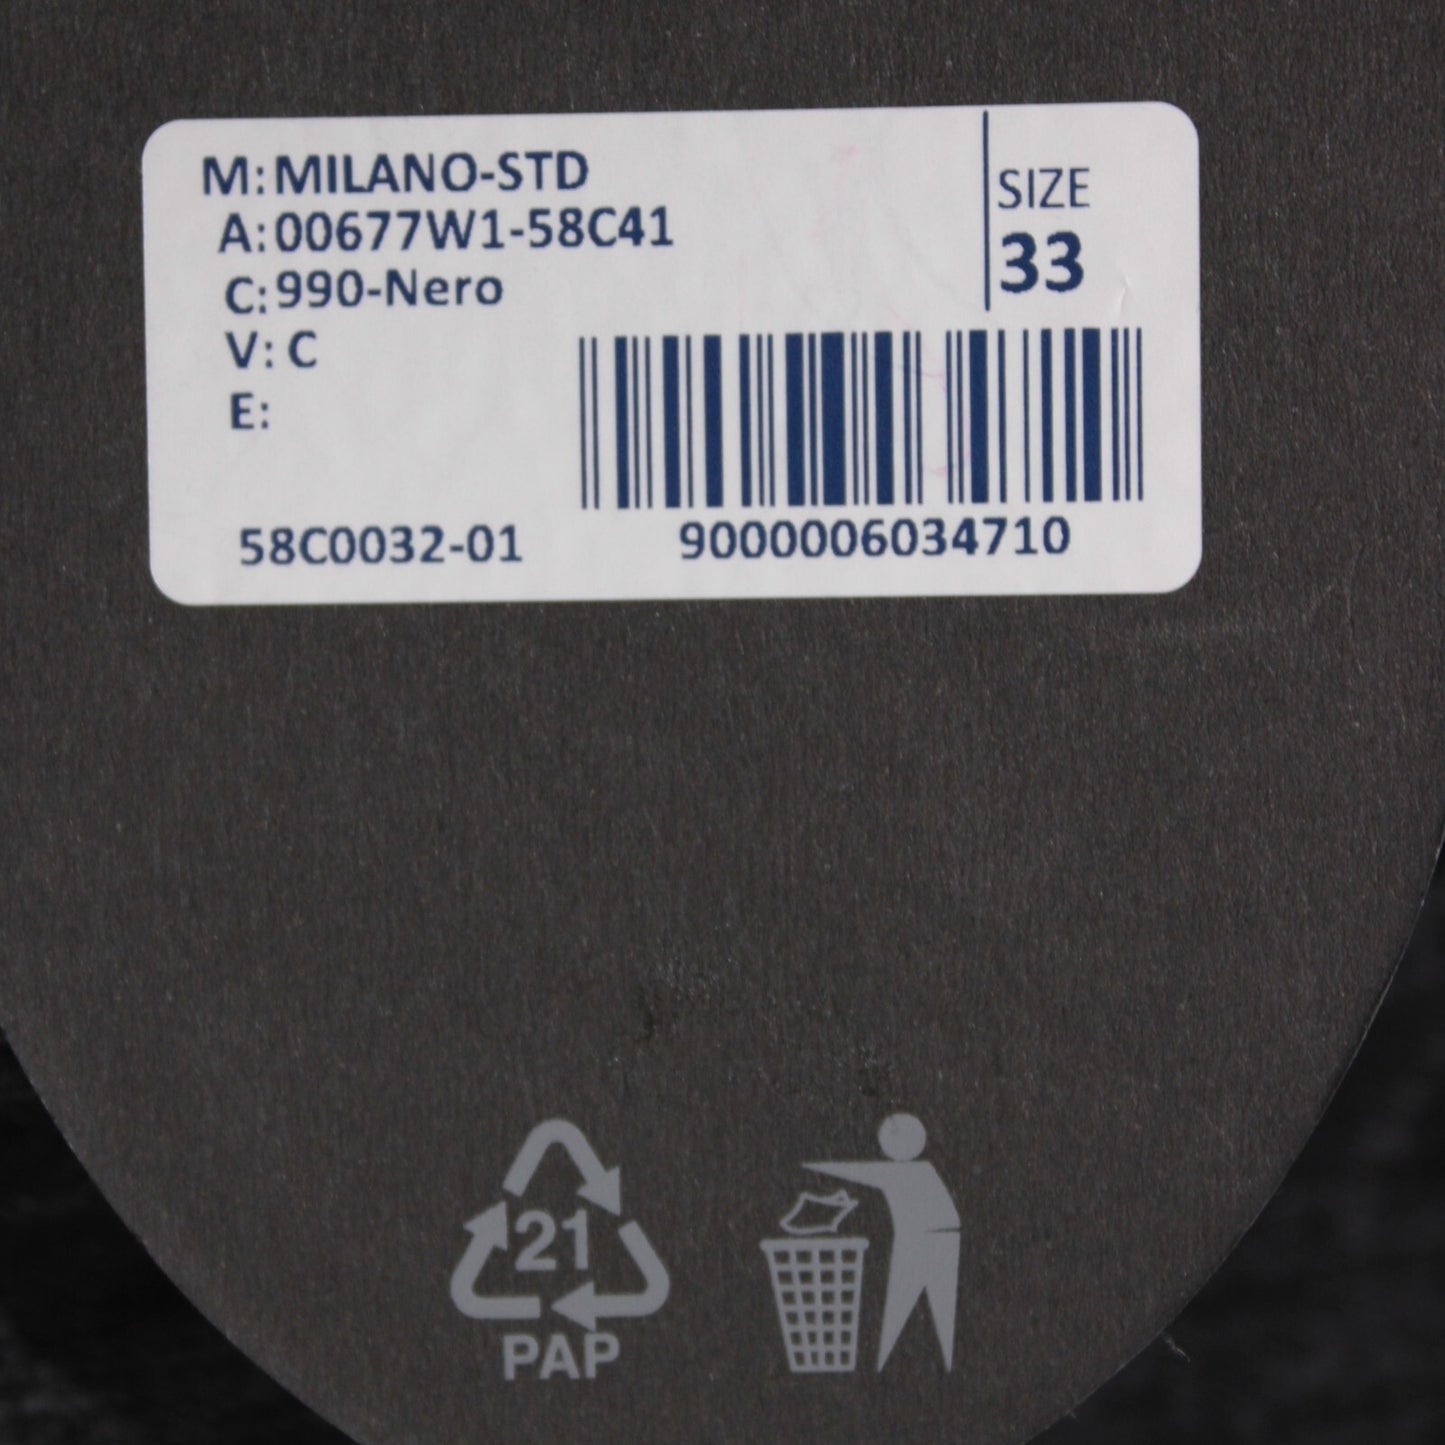 M: MILANO-STD
A: 00677W1-58C41
C: 990-Nero
V: C
E:
SIZE
33
58C0032-01
9000006034710
21
PAP